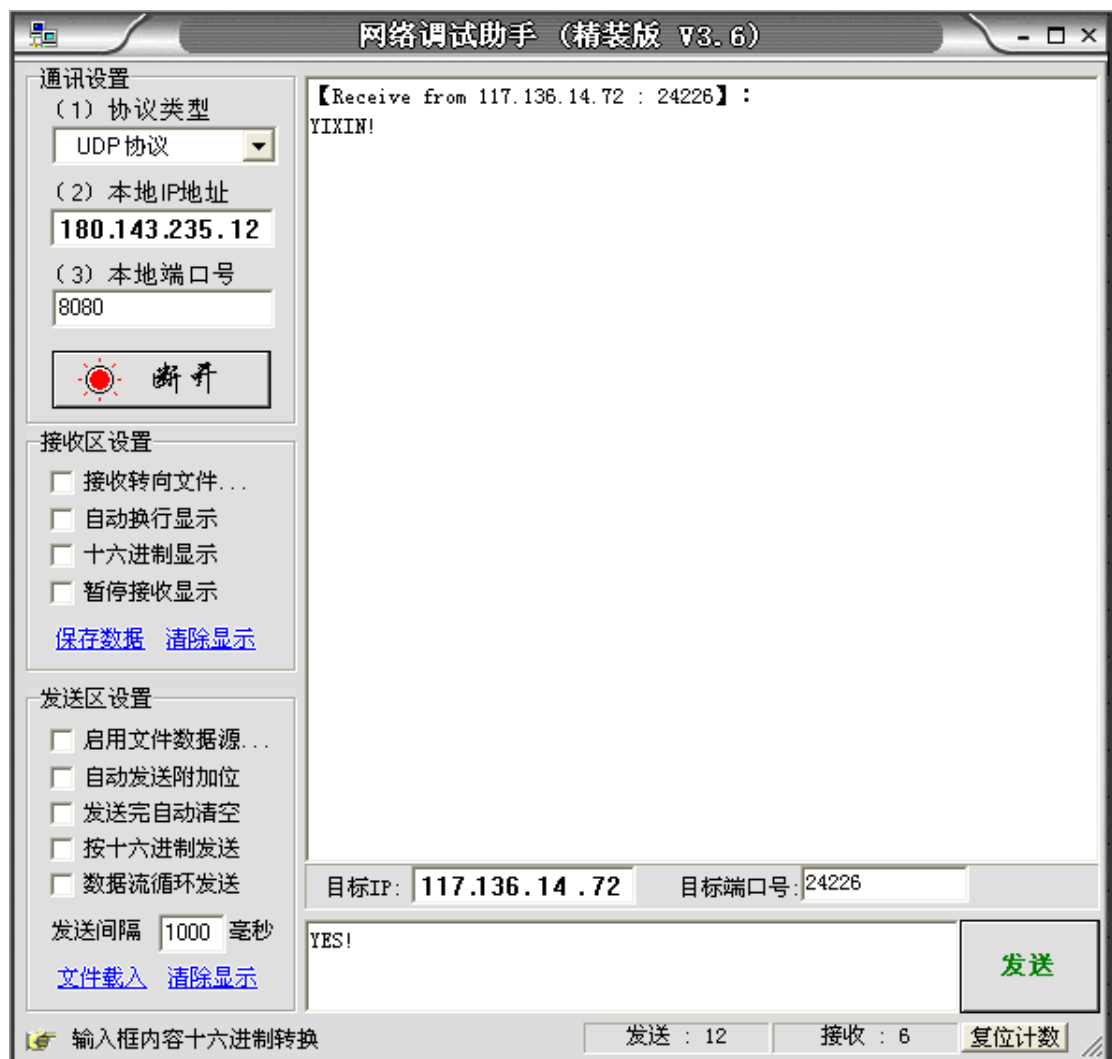 网络调试助手 （精装版 V3.6）
通讯设置
（1）协议类型
UDP协议
（2）本地IP地址
180.143.235.12
（3）本地端口号
8080
断开
接收区设置
接收转向文件...
自动换行显示
十六进制显示
暂停接收显示
保存数据 清除显示
发送区设置
启用文件数据源...
自动发送附加位
发送完自动清空
按十六进制发送
数据流循环发送
发送间隔 1000 毫秒
文件载入 清除显示
【Receive from 117.136.14.72 : 24226】：
YIXIN!
目标IP: 117.136.14.72 目标端口号: 24226
YES!
发送
输入框内容十六进制转换
发送 : 12 接收 : 6 复位计数